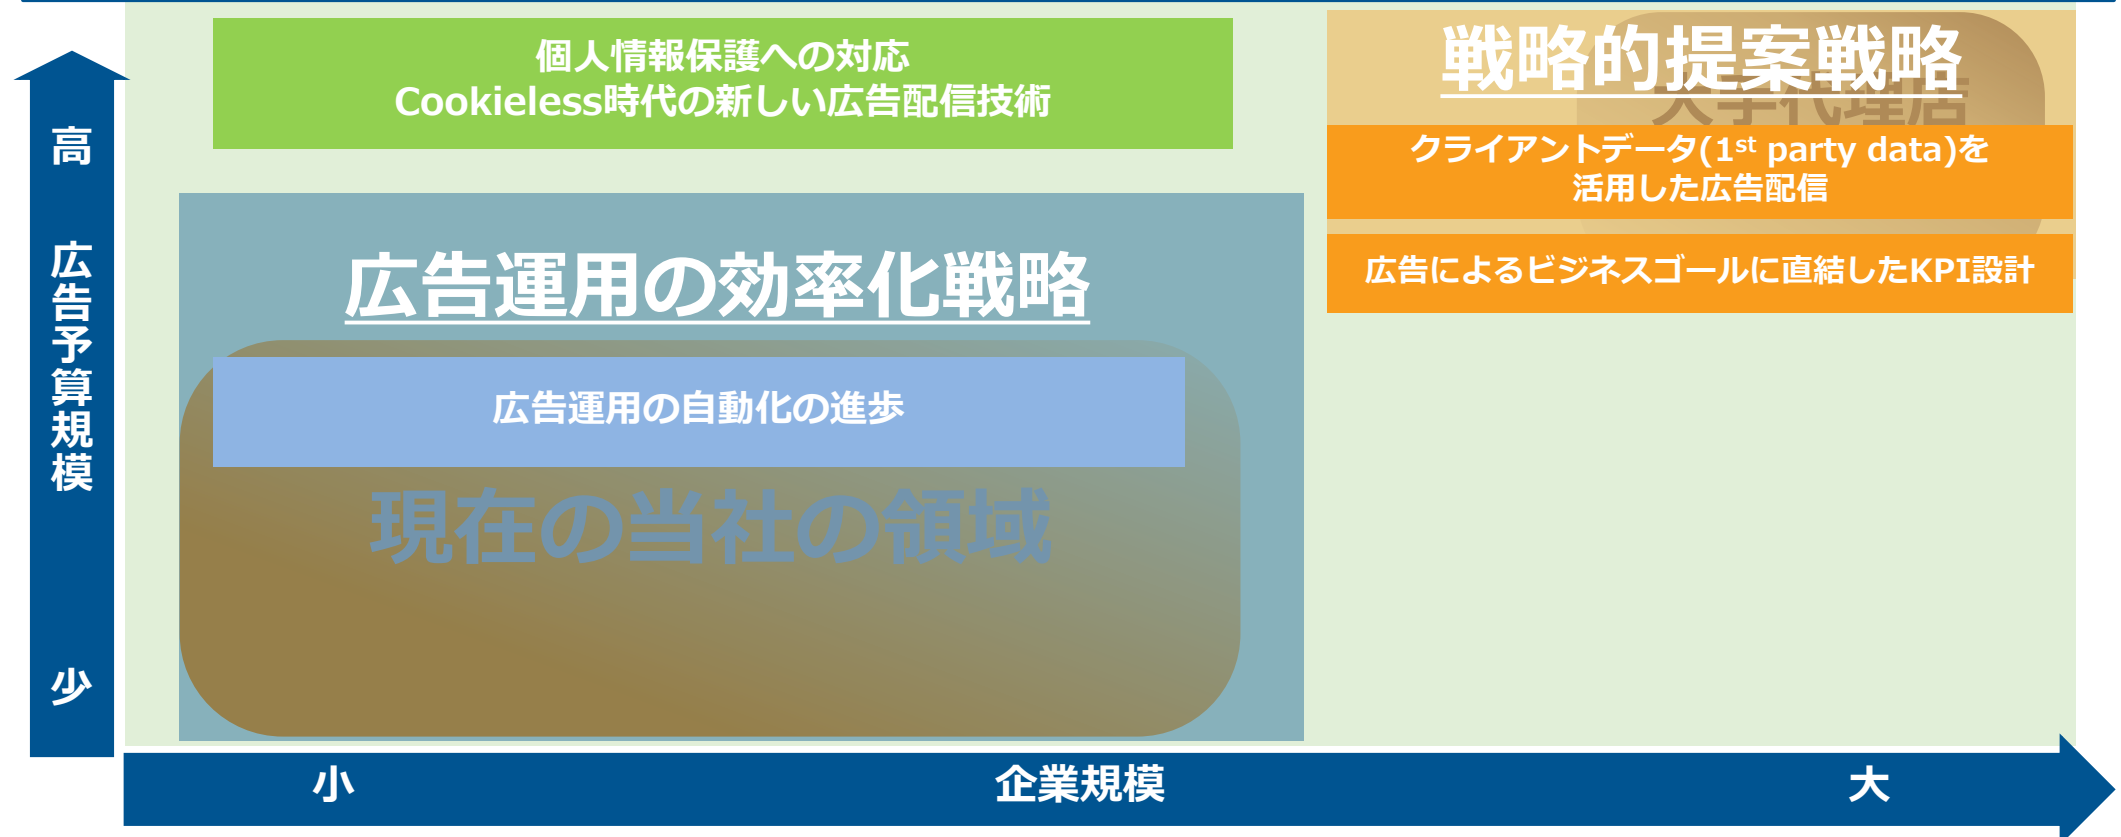 個人情報保護への対応
Cookieless時代の新しい広告配信技術
戦略的提案戦略
大手代理店
クライアントデータ(1st party data)を
活用した広告配信
広告によるビジネスゴールに直結したKPI設計
広告運用の効率化戦略
広告運用の自動化の進歩
現在の当社の領域
高
広告予算規模
少
小
企業規模
大